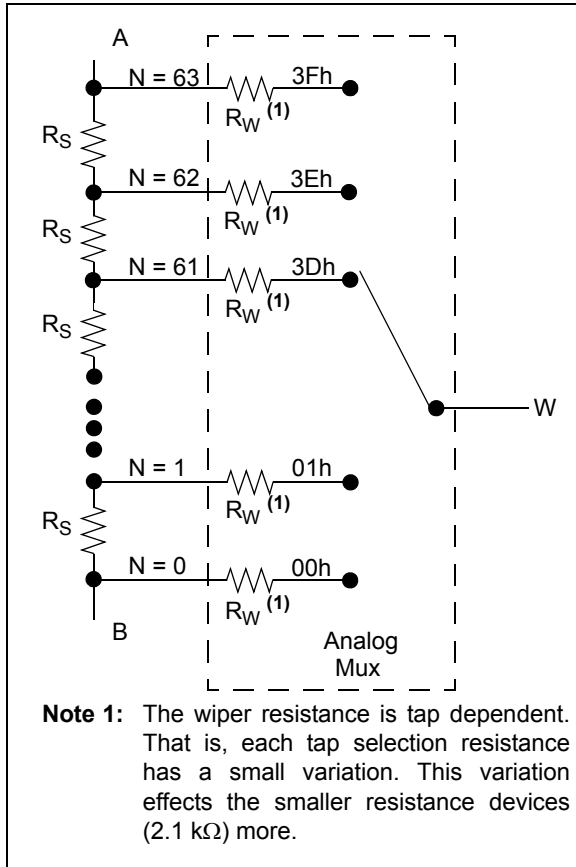 A
N = 63 3Fh
R_W (1)
R_S
N = 62 3Eh
R_W (1)
R_S
N = 61 3Dh
R_W (1)
R_S
W
N = 1 01h
R_W (1)
R_S
N = 0 00h
R_W (1)
B
Analog
Mux
Note 1: The wiper resistance is tap dependent.
That is, each tap selection resistance
has a small variation. This variation
effects the smaller resistance devices
(2.1 kΩ) more.